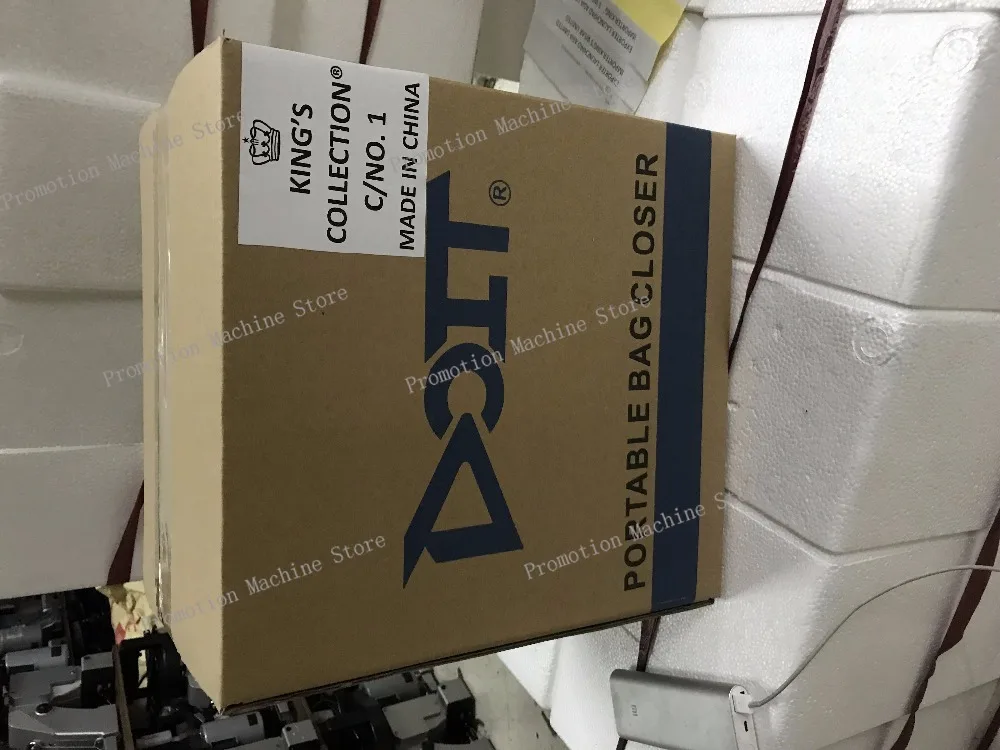 KING'S
COLLECTION®
C/NO. 1
MADE IN CHINA
®
PORTABLE BAG CLOSER
Promotion Machine Store
Promotion Machine Store
Promotion Machine Store
Promotion Machine Store
Promotion Machine Store
Promotion Machine Store